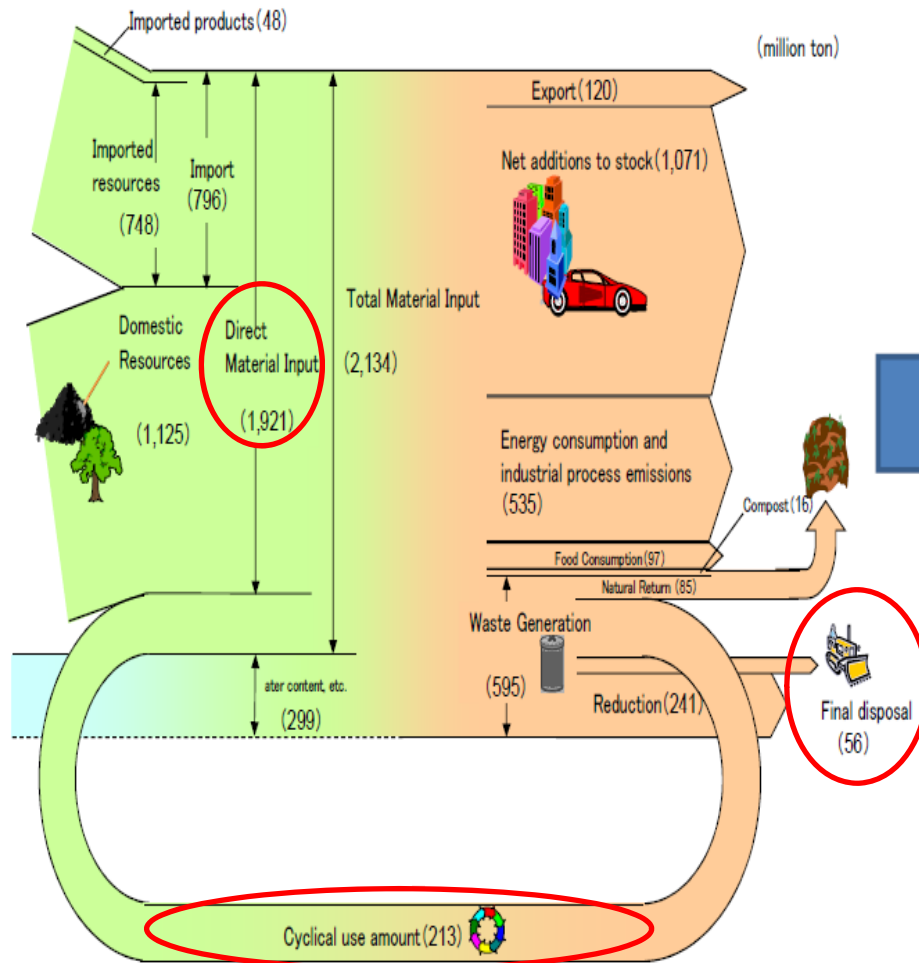 Imported products(48)
(million ton)
Export(120)
Imported
resources
(748)
Import
(796)
Net additions to stock(1,071)
Total Material Input
(2,134)
Domestic
Resources
(1,125)
Direct
Material Input
(1,921)
Energy consumption and
industrial process emissions
(535)
Compost(16)
Food Consumption(97)
Natural Return (85)
Waste Generation
(595)
ater content, etc.
(299)
Reduction(241)
Final disposal
(56)
Cyclical use amount(213)